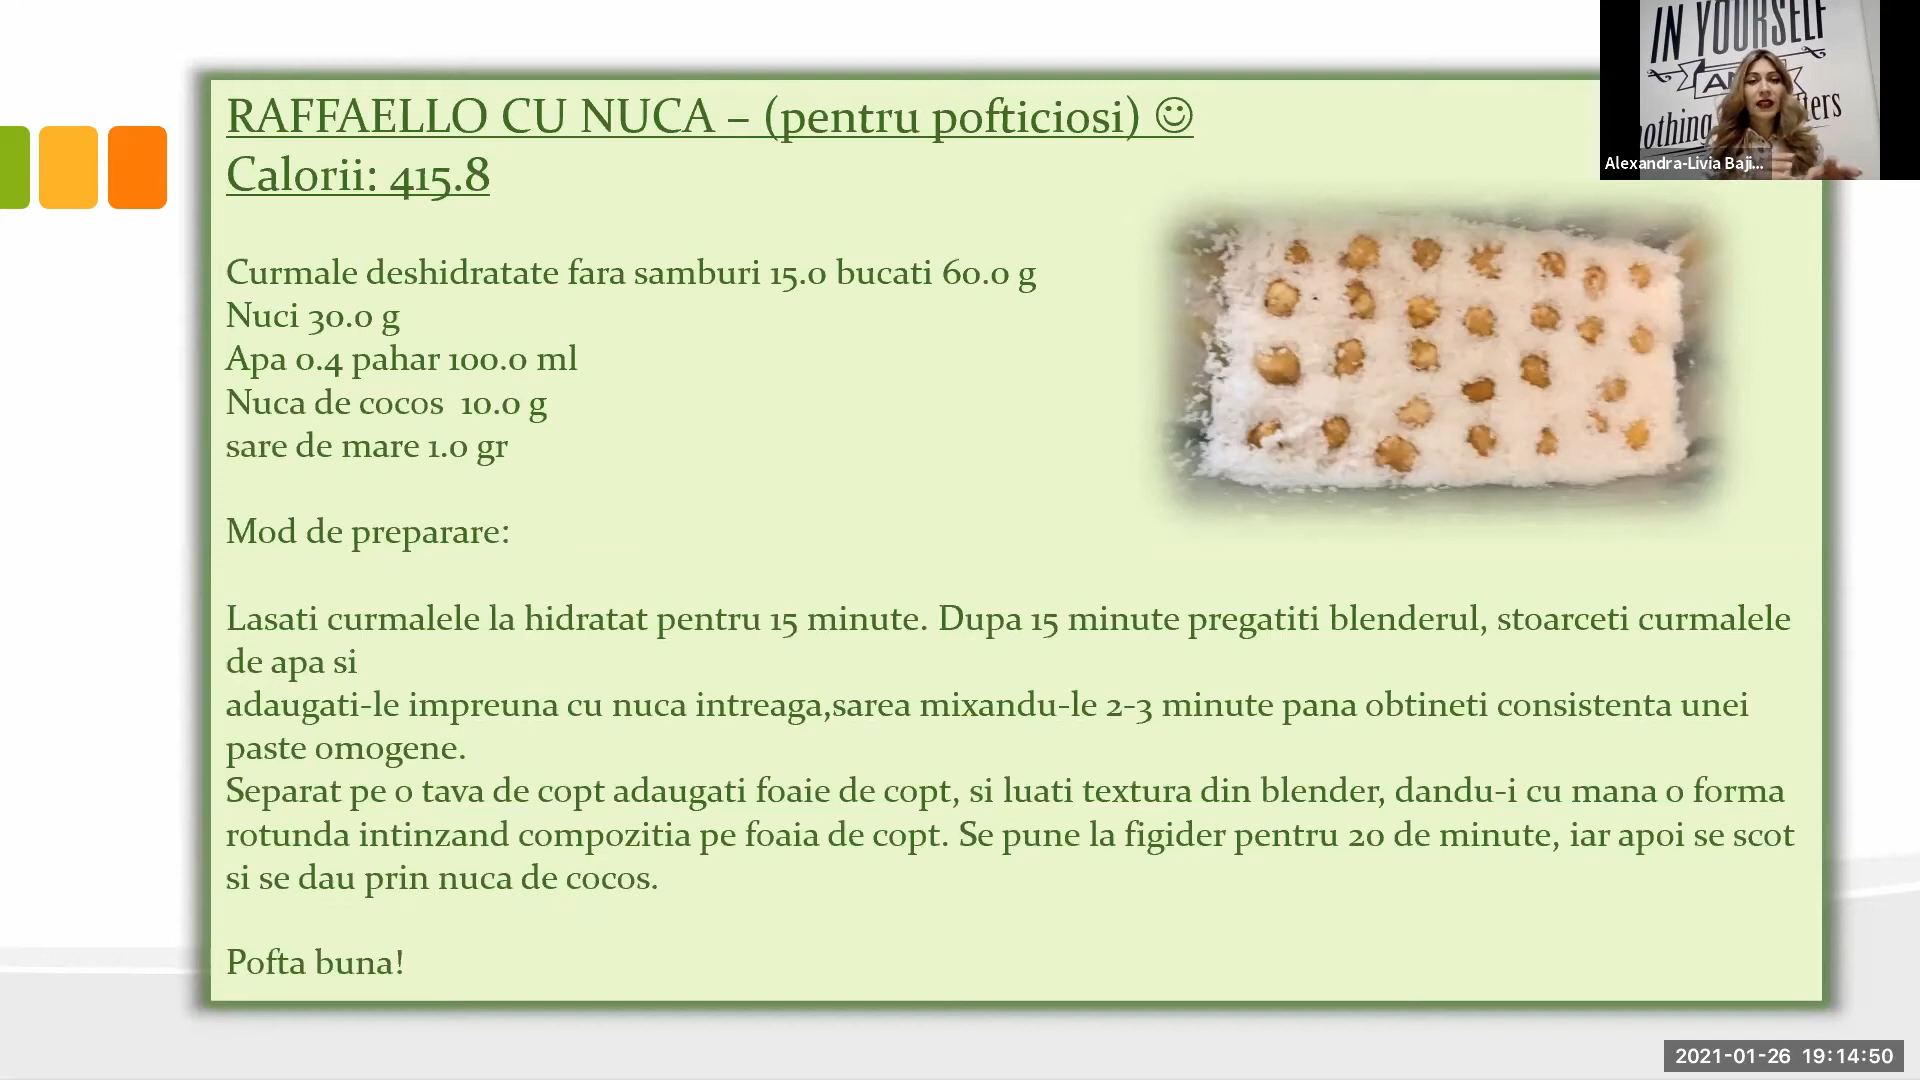 RAFFAELLO CU NUCA – (pentru pofticiosi) ☺
Calorii: 415.8
Curmale deshidratate fara samburi 15.0 bucati 60.0 g
Nuci 30.0 g
Apa 0.4 pahar 100.0 ml
Nuca de cocos 10.0 g
sare de mare 1.0 gr
Mod de preparare:
Lasati curmalele la hidratat pentru 15 minute. Dupa 15 minute pregatiti blenderul, stoarceti curmalele
de apa si
adaugati-le impreuna cu nuca intreaga,sarea mixandu-le 2-3 minute pana obtineti consistenta unei
paste omogene.
Separat pe o tava de copt adaugati foaie de copt, si luati textura din blender, dandu-i cu mana o forma
rotunda intinzand compozitia pe foaia de copt. Se pune la figider pentru 20 de minute, iar apoi se scot
si se dau prin nuca de cocos.
Pofta buna!
IN YOURSELF
Alexandra-Livia Baji...
2021-01-26 19:14:50